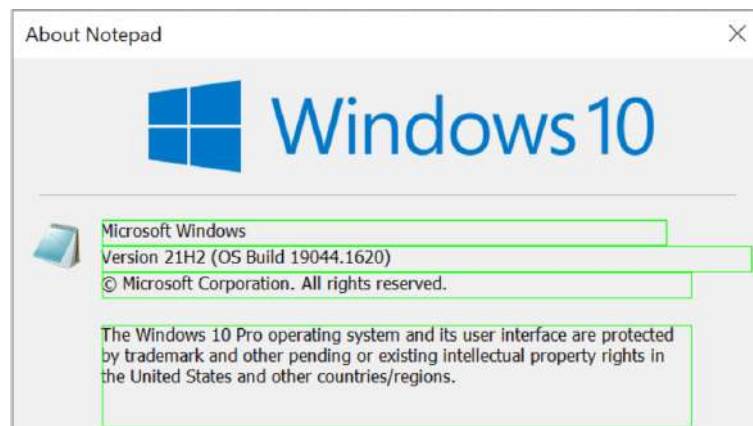 About Notepad
Windows 10
Microsoft Windows
Version 21H2 (OS Build 19044.1620)
© Microsoft Corporation. All rights reserved.
The Windows 10 Pro operating system and its user interface are protected
by trademark and other pending or existing intellectual property rights in
the United States and other countries/regions.